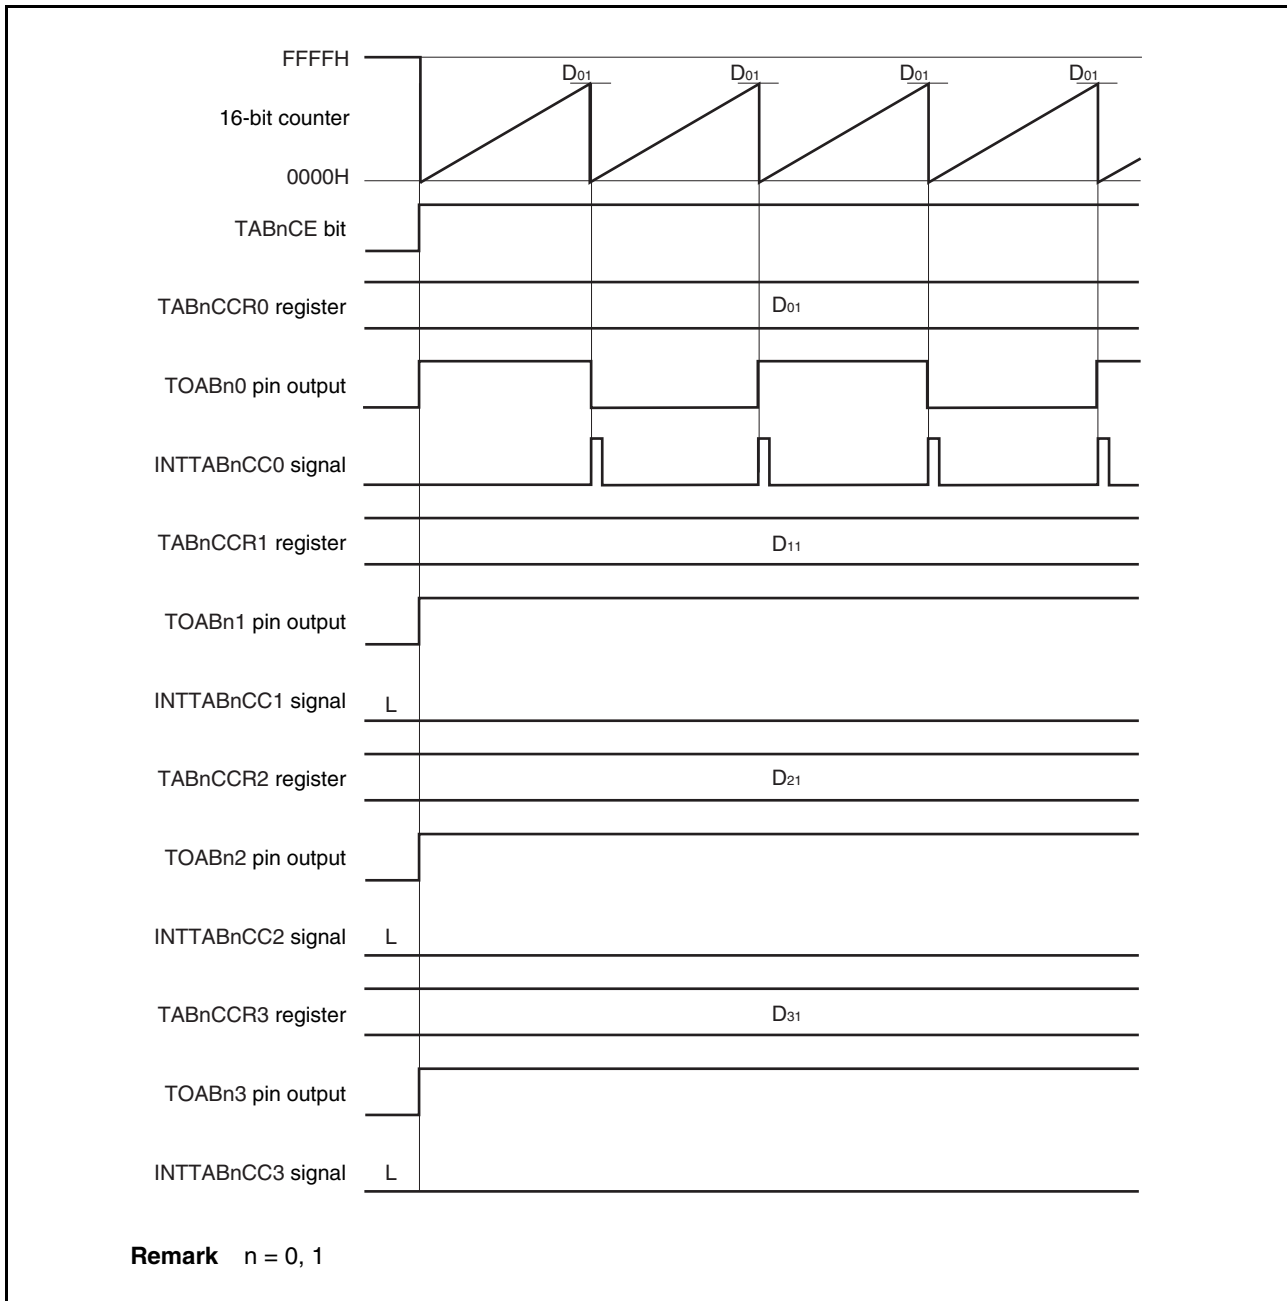 FFFFH
D01 D01 D01 D01
16-bit counter
0000H
TABnCE bit
TABnCCR0 register D01
TOABn0 pin output
INTTABnCC0 signal
TABnCCR1 register D11
TOABn1 pin output
INTTABnCC1 signal L
TABnCCR2 register D21
TOABn2 pin output
INTTABnCC2 signal L
TABnCCR3 register D31
TOABn3 pin output
INTTABnCC3 signal L
Remark n = 0, 1